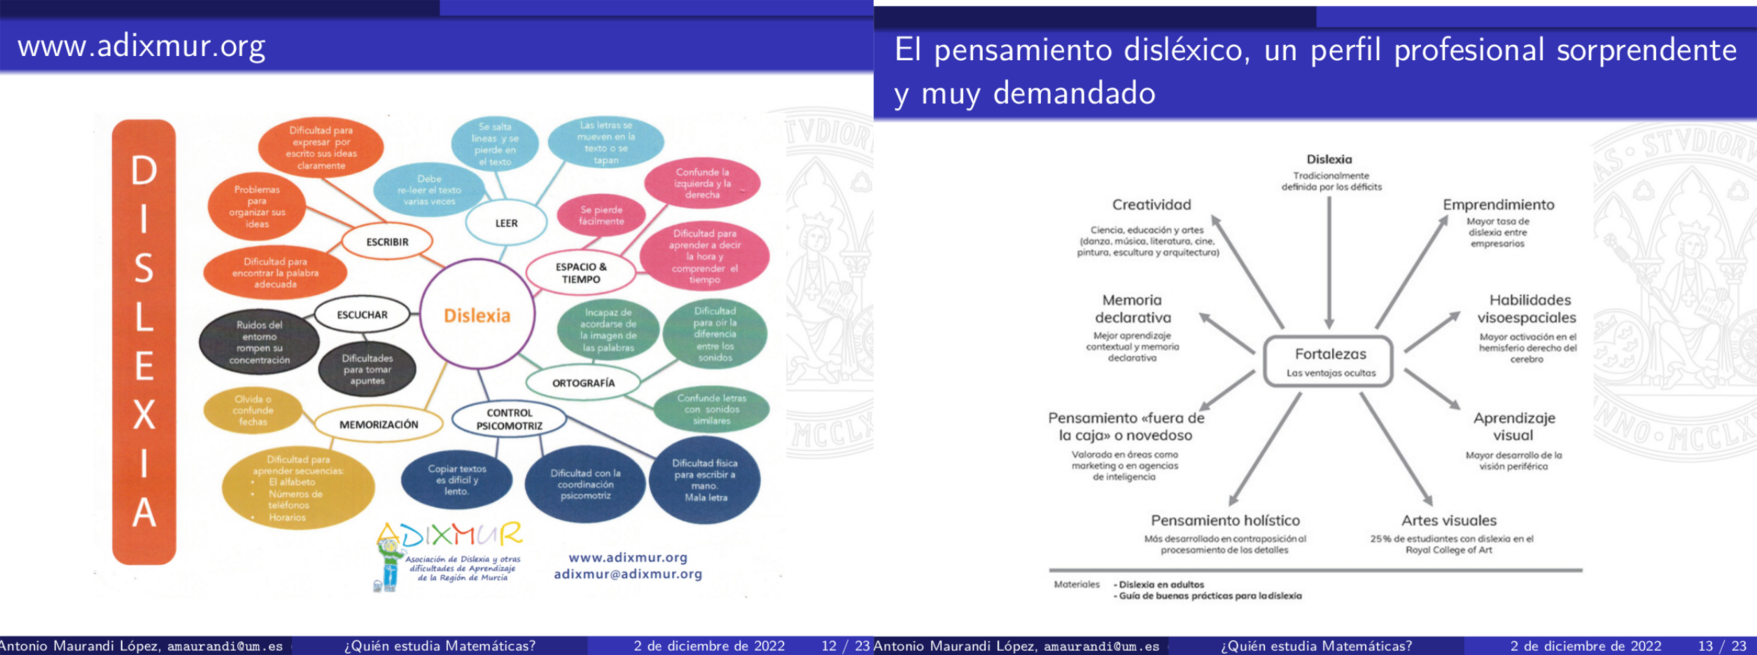 www.adixmur.org
D
I
S
L
E
X
I
A
Dificultad para
expresar por
escrito sus ideas
claramente
Problemas
para
organizar sus
ideas
Dificultad para
encontrar la palabra
adecuada
ESCRIBIR
Se salta
líneas y se
pierde en
el texto
Las letras se
mueven en la
texto o se
tapan
Debe
re-leer el texto
varias veces
LEER
Confunde la
izquierda y la
derecha
Se pierde
fácilmente
Dificultad para
aprender a decir
la hora y
comprender el
tiempo
ESPACIO &
TIEMPO
ESCUCHAR
Ruidos del
entorno
rompen su
concentración
Dificultades
para tomar
apuntes
Dislexia
Incapaz de
acordarse de
la imagen de
las palabras
Dificultad
para oír la
diferencia
entre los
sonidos
ORTOGRAFÍA
Confunde letras
con sonidos
similares
Olvida o
confunde
fechas
MEMORIZACIÓN
Dificultad para
aprender secuencias:
• El alfabeto
• Números de
teléfonos
• Horarios
CONTROL
PSICOMOTRIZ
Copiar textos
es difícil y
lento.
Dificultad con la
coordinación
psicomotriz
Dificultad física
para escribir a
mano.
Mala letra
ADIXMUR
Asociación de Dislexia y otras
dificultades de Aprendizaje
de la Región de Murcia
www.adixmur.org
adixmur@adixmur.org
Antonio Maurandi López, amaurandi@um.es
¿Quién estudia Matemáticas?
2 de diciembre de 2022
12 / 23
El pensamiento disléxico, un perfil profesional sorprendente
y muy demandado
Dislexia
Tradicionalmente
definida por los déficits
Creatividad
Ciencia, educación y artes
(danza, música, literatura, cine,
pintura, escultura y arquitectura)
Emprendimiento
Mayor tasa de
dislexia entre
empresarios
Memoria
declarativa
Mejor aprendizaje
contextual y memoria
declarativa
Habilidades
visoespaciales
Mayor activación en el
hemisferio derecho del
cerebro
Fortalezas
Las ventajas ocultas
Pensamiento «fuera de
la caja» o novedoso
Valorada en áreas como
marketing o en agencias
de inteligencia
Aprendizaje
visual
Mayor desarrollo de la
visión periférica
Pensamiento holístico
Más desarrollado en contraposición al
procesamiento de los detalles
Artes visuales
25% de estudiantes con dislexia en el
Royal College of Art
Materiales - Dislexia en adultos
- Guía de buenas prácticas para la dislexia
Antonio Maurandi López, amaurandi@um.es
¿Quién estudia Matemáticas?
2 de diciembre de 2022
13 / 23